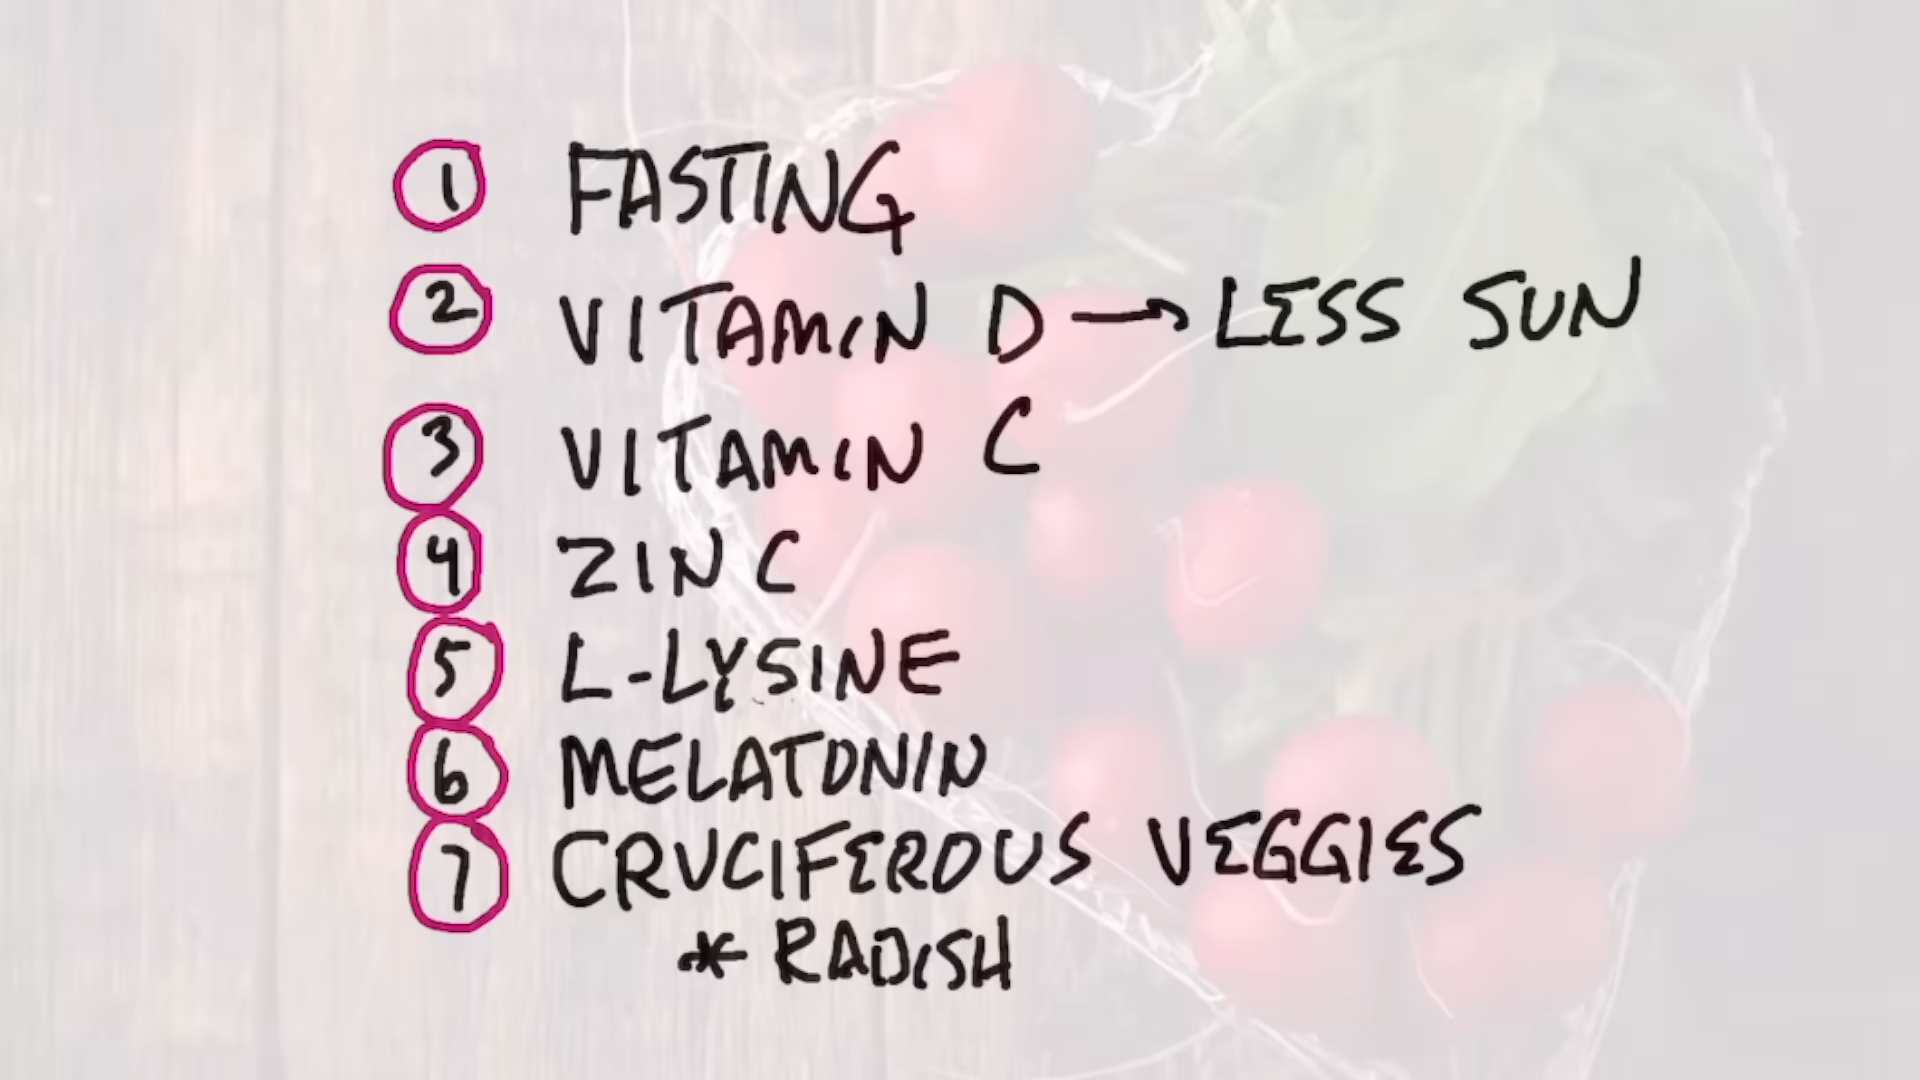 1 FASTING
2 VITAMIN D → LESS SUN
3 VITAMIN C
4 ZINC
5 L-LYSINE
6 MELATONIN
7 CRUCIFEROUS VEGGIES
* RADISH